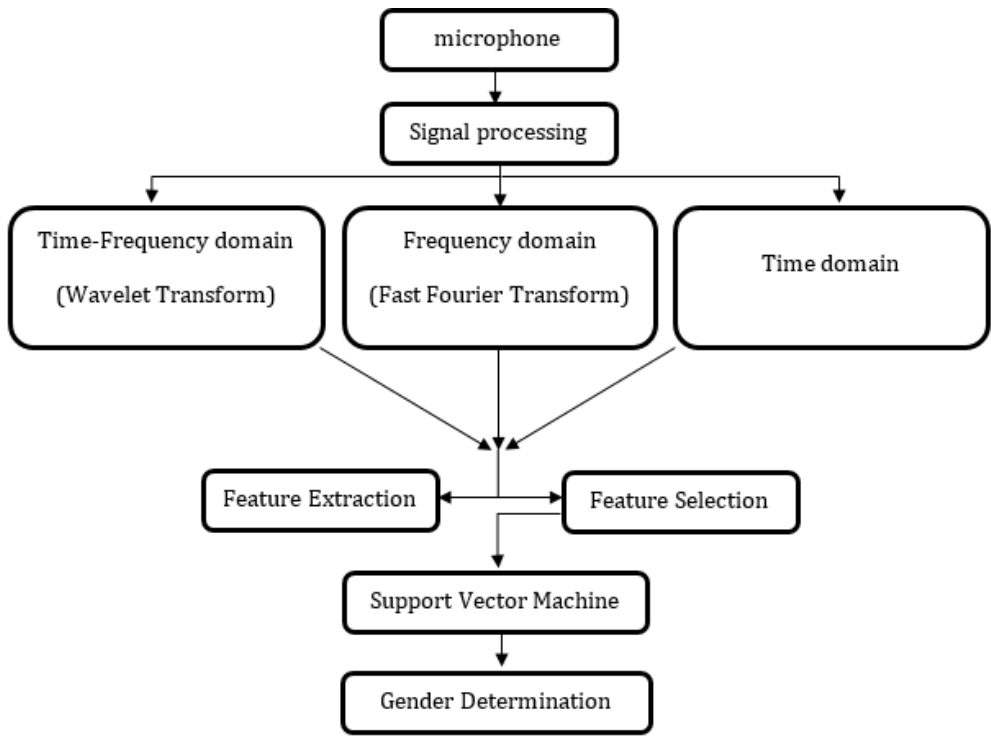 microphone
Signal processing
Time-Frequency domain
(Wavelet Transform)
Frequency domain
(Fast Fourier Transform)
Time domain
Feature Extraction
Feature Selection
Support Vector Machine
Gender Determination